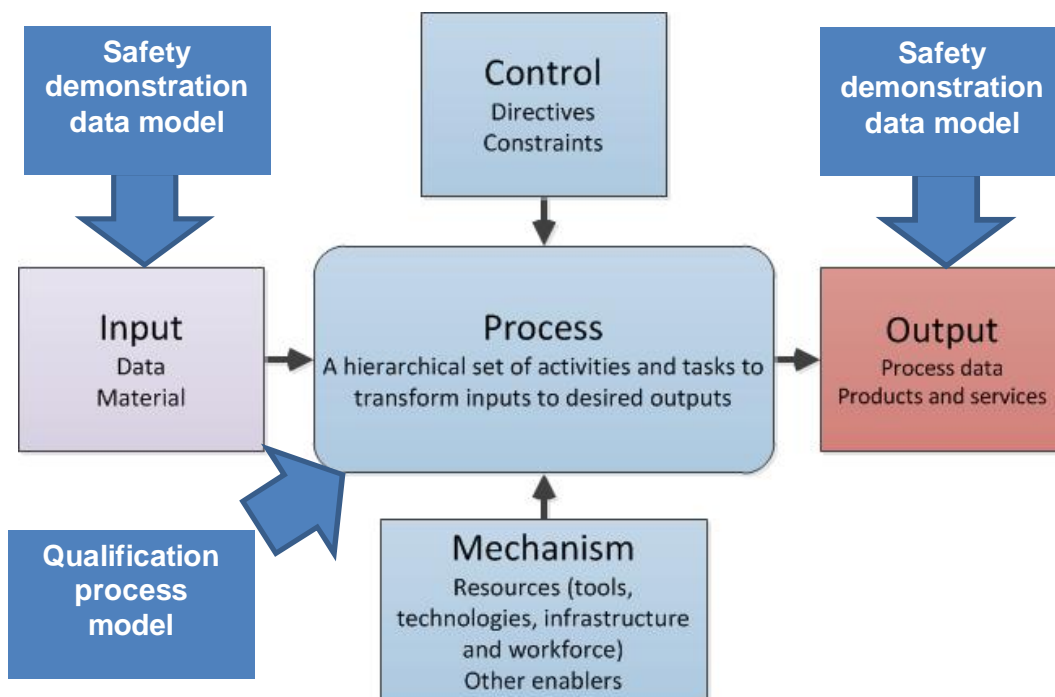 Safety
demonstration
data model
Control
Directives
Constraints
Safety
demonstration
data model
Input
Data
Material
Process
A hierarchical set of activities and tasks to
transform inputs to desired outputs
Output
Process data
Products and services
Qualification
process
model
Mechanism
Resources (tools,
technologies, infrastructure
and workforce)
Other enablers